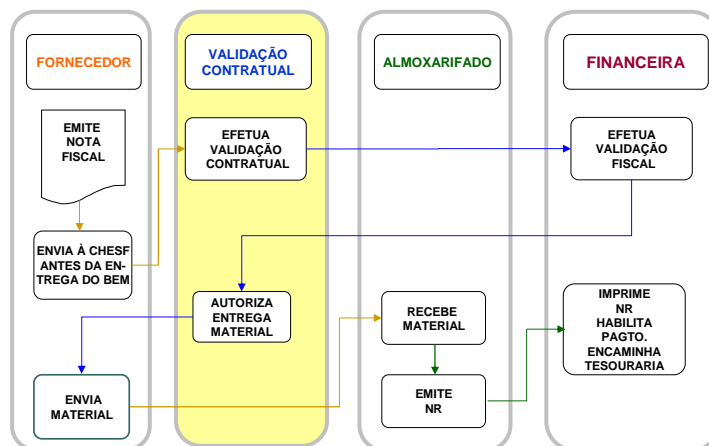 FORNECEDOR
VALIDAÇÃO
CONTRATUAL
ALMOXARIFADO
FINANCEIRA
EMITE
NOTA
FISCAL
EFETUA
VALIDAÇÃO
CONTRATUAL
EFETUA
VALIDAÇÃO
FISCAL
ENVIA À CHESF
ANTES DA EN-
TREGA DO BEM
AUTORIZA
ENTREGA
MATERIAL
RECEBE
MATERIAL
IMPRIME
NR
HABILITA
PAGTO.
ENCAMINHA
TESOURARIA
ENVIA
MATERIAL
EMITE
NR